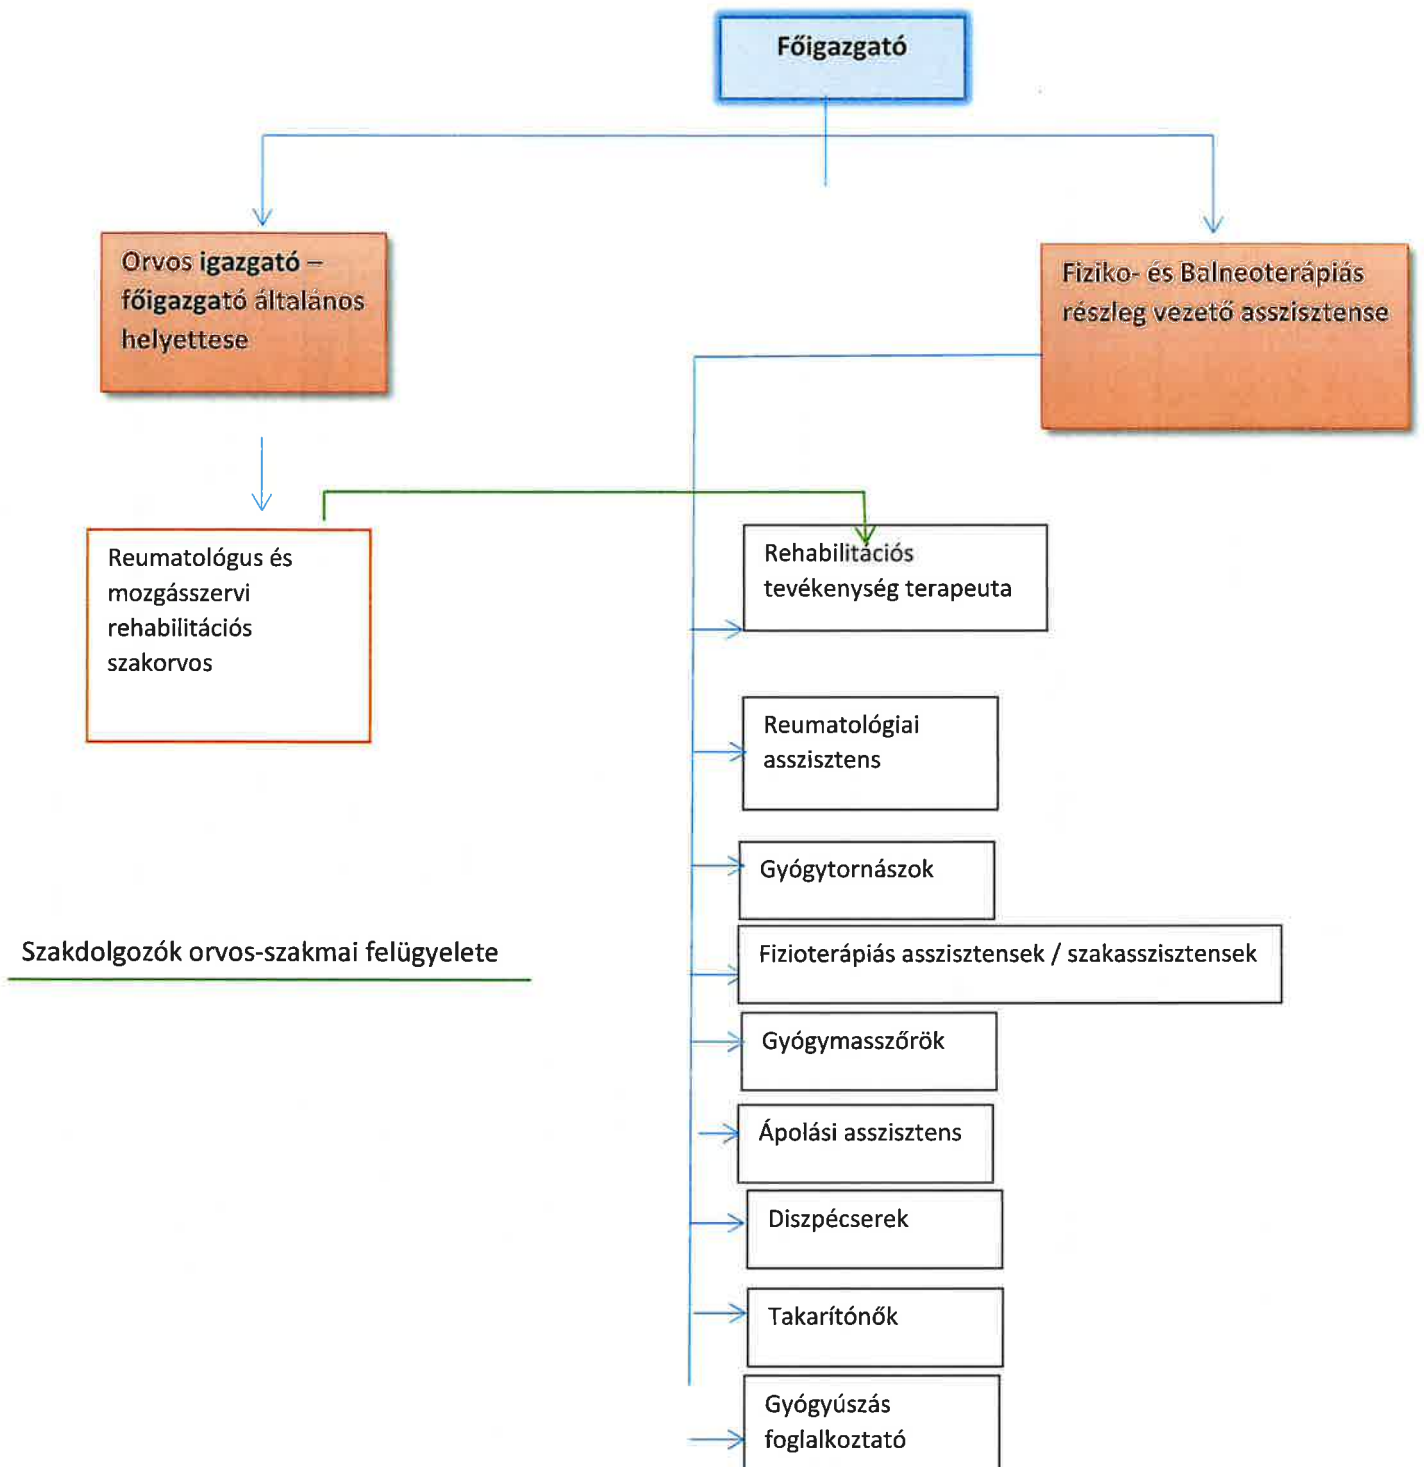 Főigazgató
Orvos igazgató –
főigazgató általános
helyettese
Fiziko- és Balneoterápiás
részleg vezető asszisztense
Reumatológus és
mozgásszervi
rehabilitációs
szakorvos
Rehabilitációs
tevékenység terapeuta
Reumatológiai
asszisztens
Gyógytornászok
Szakdolgozók orvos-szakmai felügyelete
Fizioterápiás asszisztensek / szakasszisztensek
Gyógymasszőrök
Ápolási asszisztens
Diszpécserek
Takarítónők
Gyógyúszás
foglalkoztató